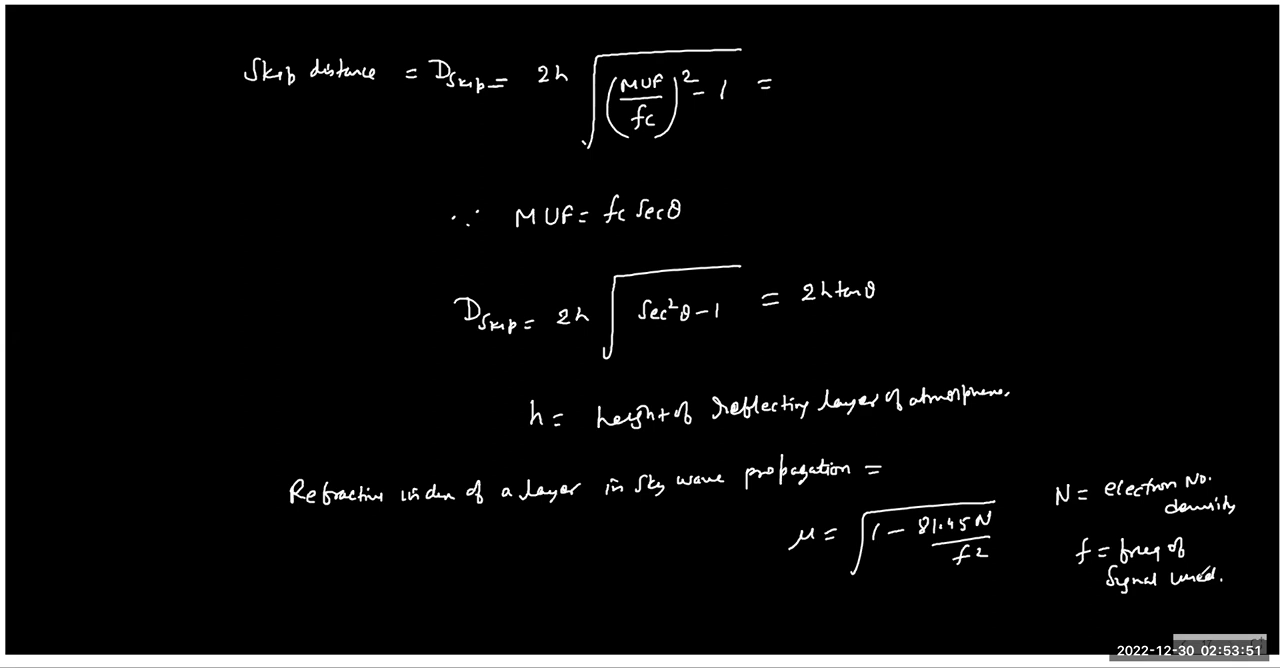 Skip distance = D_skip = 2h √((MUF/fc)² - 1) =
∵ MUF = fc Secθ
D_skip = 2h √(Sec²θ - 1) = 2h tanθ
h = height of reflecting layer of atmosphere.
Refractive index of a layer in sky wave propagation =
μ = √(1 - 81.45N/f²)
N = electron No. density
f = freq of
Signal used.
2022-12-30 02:53:51